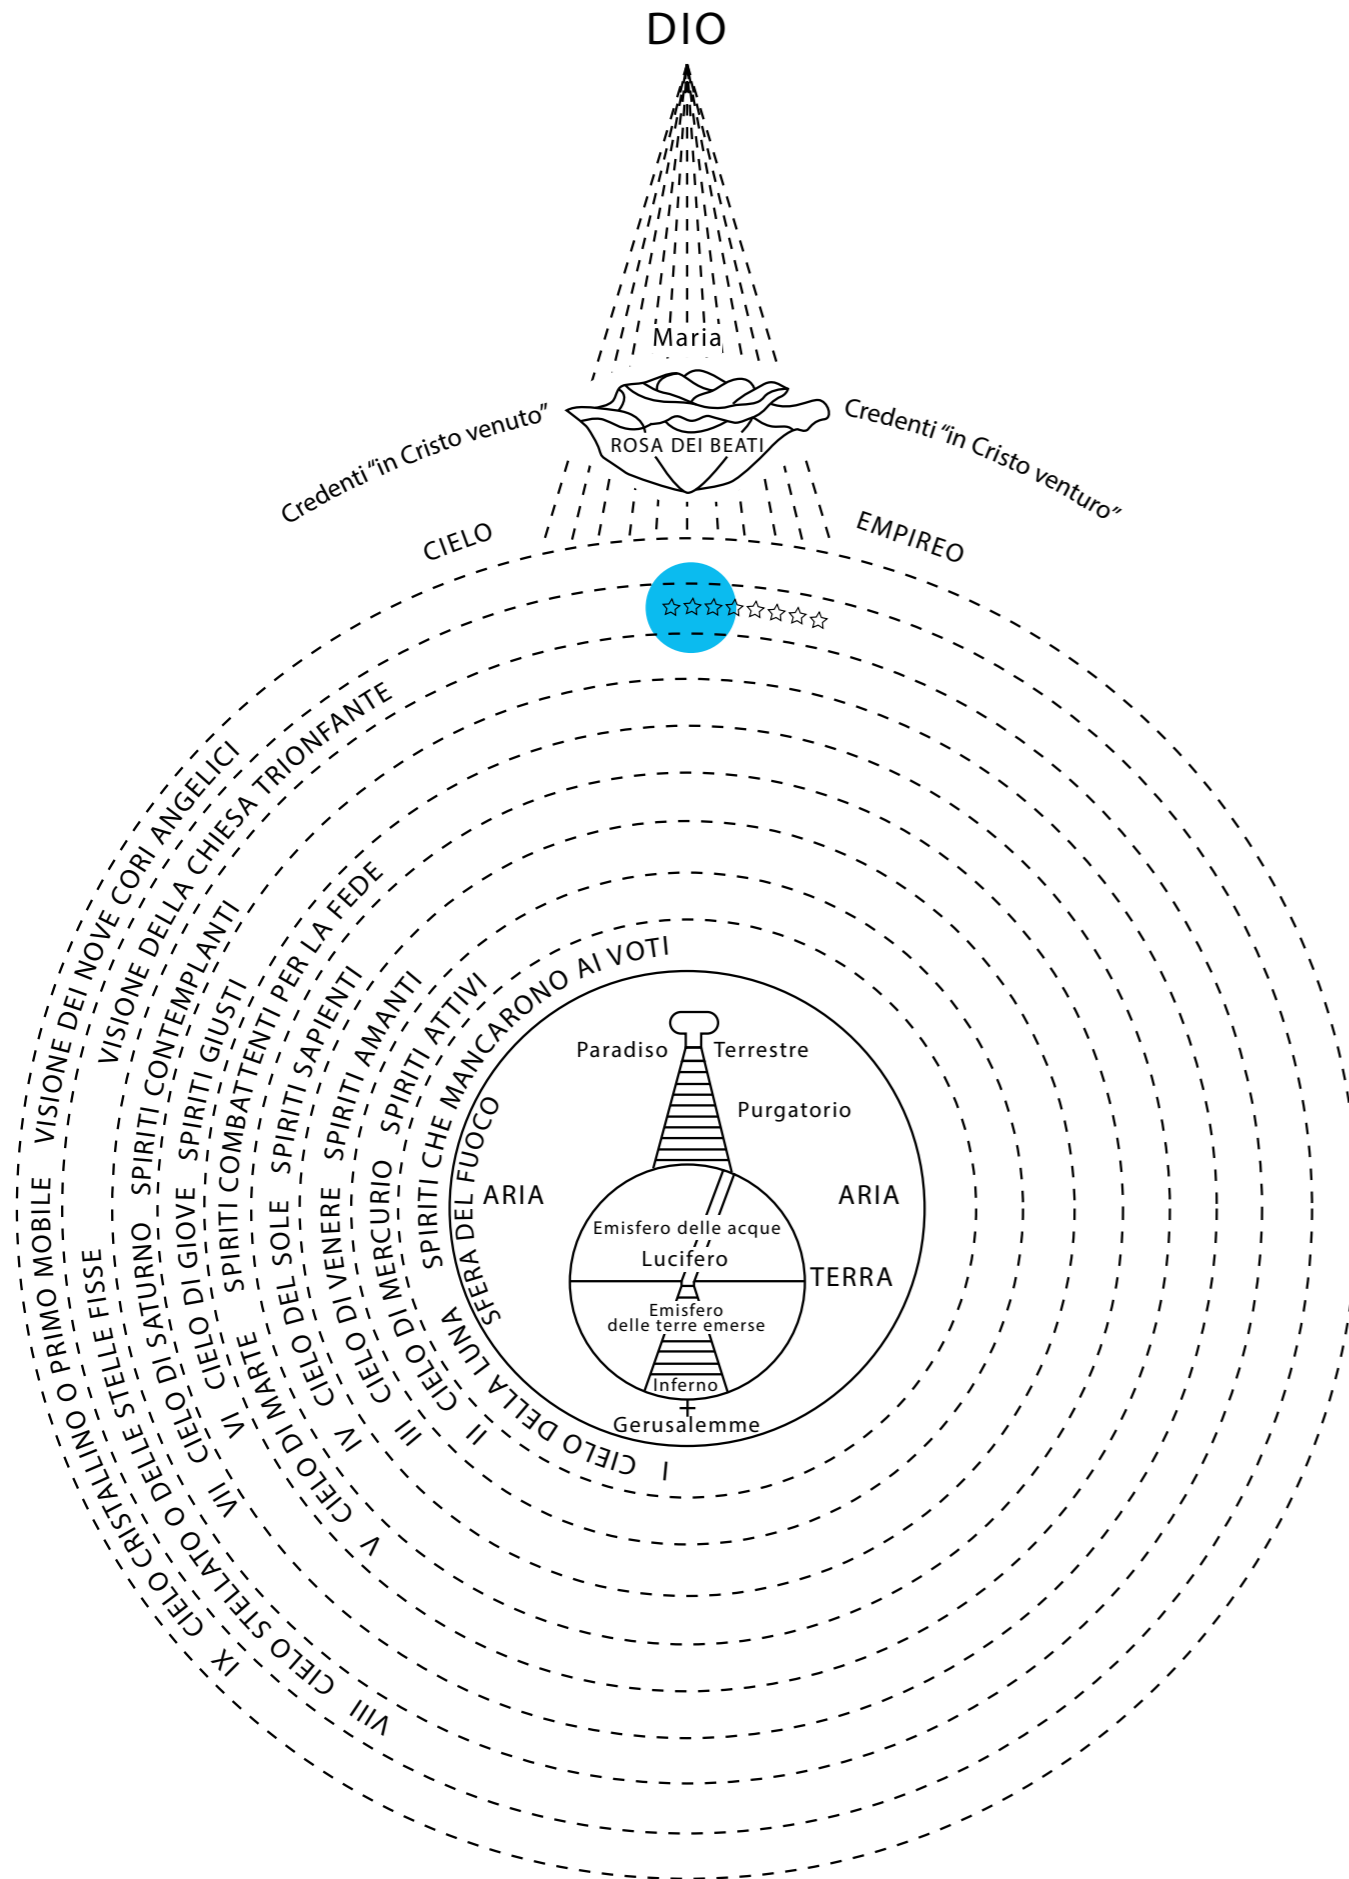 DIO
Maria
ROSA DEI BEATI
Credenti “in Cristo venuto”
Credenti “in Cristo venturo”
CIELO
EMPIREO
IX CIELO CRISTALLINO O PRIMO MOBILE VISIONE DEI NOVE CORI ANGELICI
VIII CIELO STELLATO O DELLE STELLE FISSE VISIONE DELLA CHIESA TRIONFANTE
VII CIELO DI SATURNO SPIRITI CONTEMPLANTI
VI CIELO DI GIOVE SPIRITI GIUSTI
V CIELO DI MARTE SPIRITI COMBATTENTI PER LA FEDE
IV CIELO DEL SOLE SPIRITI SAPIENTI
III CIELO DI VENERE SPIRITI AMANTI
II CIELO DI MERCURIO SPIRITI ATTIVI
I CIELO DELLA LUNA SPIRITI CHE MANCARONO AI VOTI
SFERA DEL FUOCO
Paradiso Terrestre
Purgatorio
ARIA
ARIA
Emisfero delle acque
Lucifero
TERRA
Emisfero
delle terre emerse
Inferno
Gerusalemme